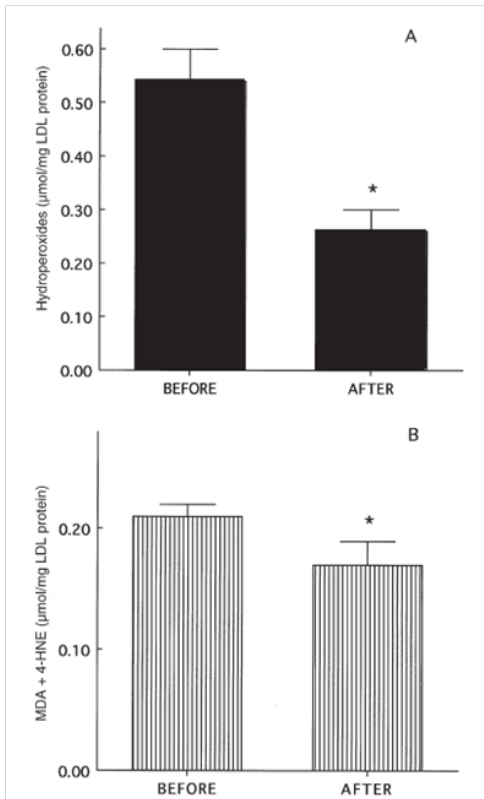 A
Hydroperoxides (µmol/mg LDL protein)
0.60
0.50
0.40
0.30
0.20
0.10
0.00
*
BEFORE
AFTER
B
MDA + 4-HNE (µmol/mg LDL protein)
0.20
0.10
0.00
*
BEFORE
AFTER